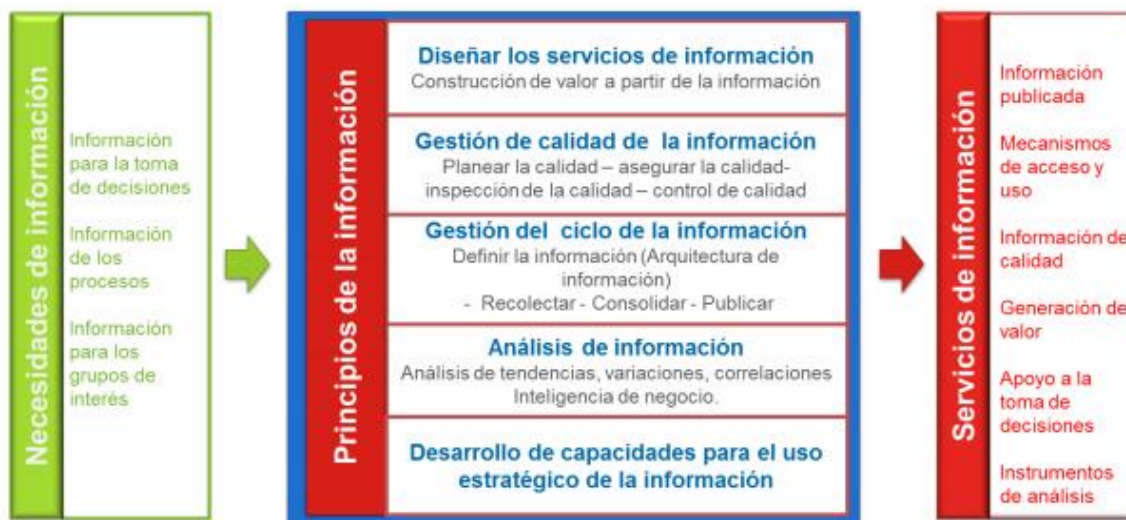 Necesidades de información
Información
para la toma
de decisiones
Información
de los
procesos
Información
para los
grupos de
interés
Principios de la información
Diseñar los servicios de información
Construcción de valor a partir de la información
Gestión de calidad de la información
Planear la calidad – asegurar la calidad-
inspección de la calidad – control de calidad
Gestión del ciclo de la información
Definir la información (Arquitectura de
información)
- Recolectar - Consolidar - Publicar
Análisis de información
Análisis de tendencias, variaciones, correlaciones
Inteligencia de negocio.
Desarrollo de capacidades para el uso
estratégico de la información
Servicios de información
Información
publicada
Mecanismos
de acceso y
uso
Información de
calidad
Generación de
valor
Apoyo a la
toma de
decisiones
Instrumentos
de análisis